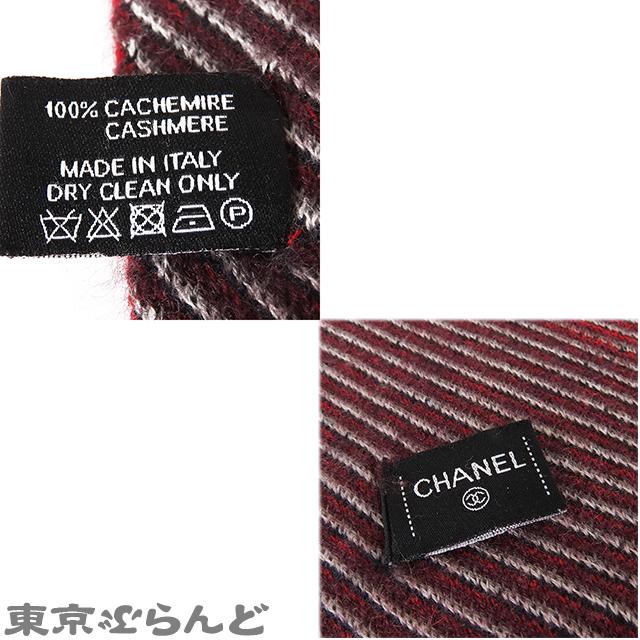 100% CACHEMIRE
CASHMERE
MADE IN ITALY
DRY CLEAN ONLY
P
CHANEL
東京ぶらんど